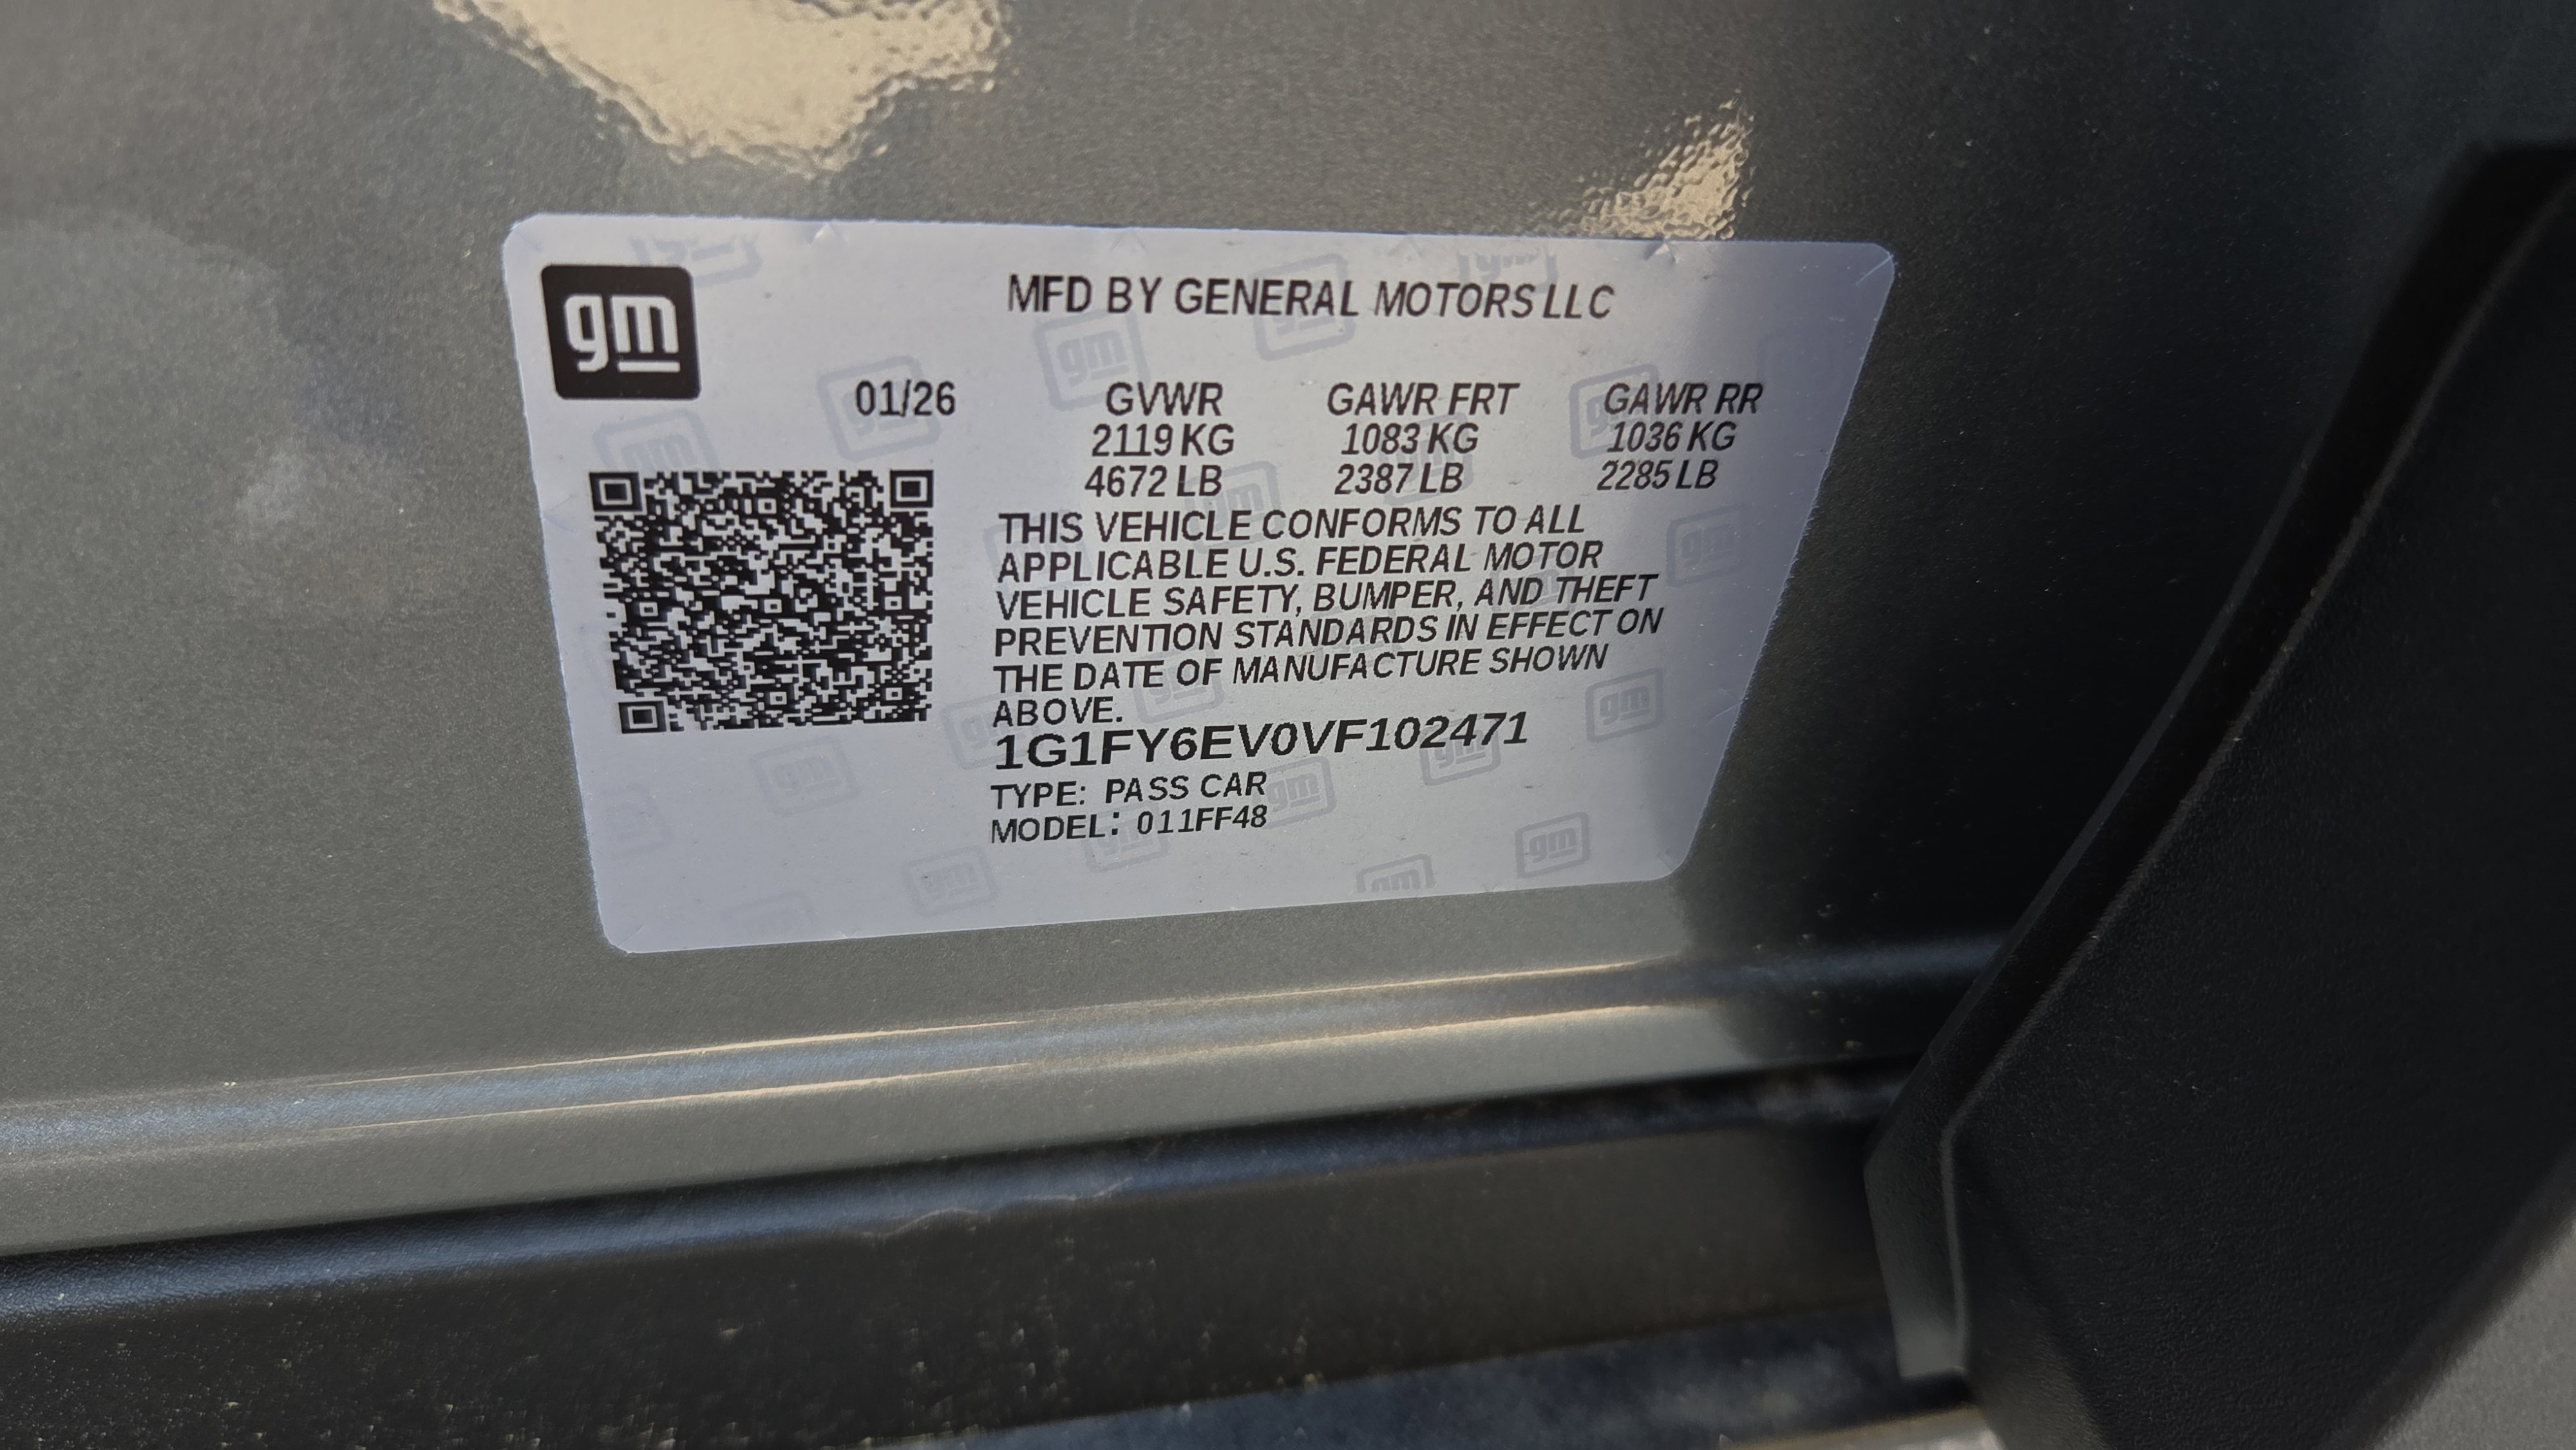 gm
MFD BY GENERAL MOTORS LLC
01/26 GVWR GAWR FRT GAWR RR
2119 KG 1083 KG 1036 KG
4672 LB 2387 LB 2285 LB
THIS VEHICLE CONFORMS TO ALL
APPLICABLE U.S. FEDERAL MOTOR
VEHICLE SAFETY, BUMPER, AND THEFT
PREVENTION STANDARDS IN EFFECT ON
THE DATE OF MANUFACTURE SHOWN
ABOVE.
1G1FY6EV0VF102471
TYPE: PASS CAR
MODEL: 011FF48